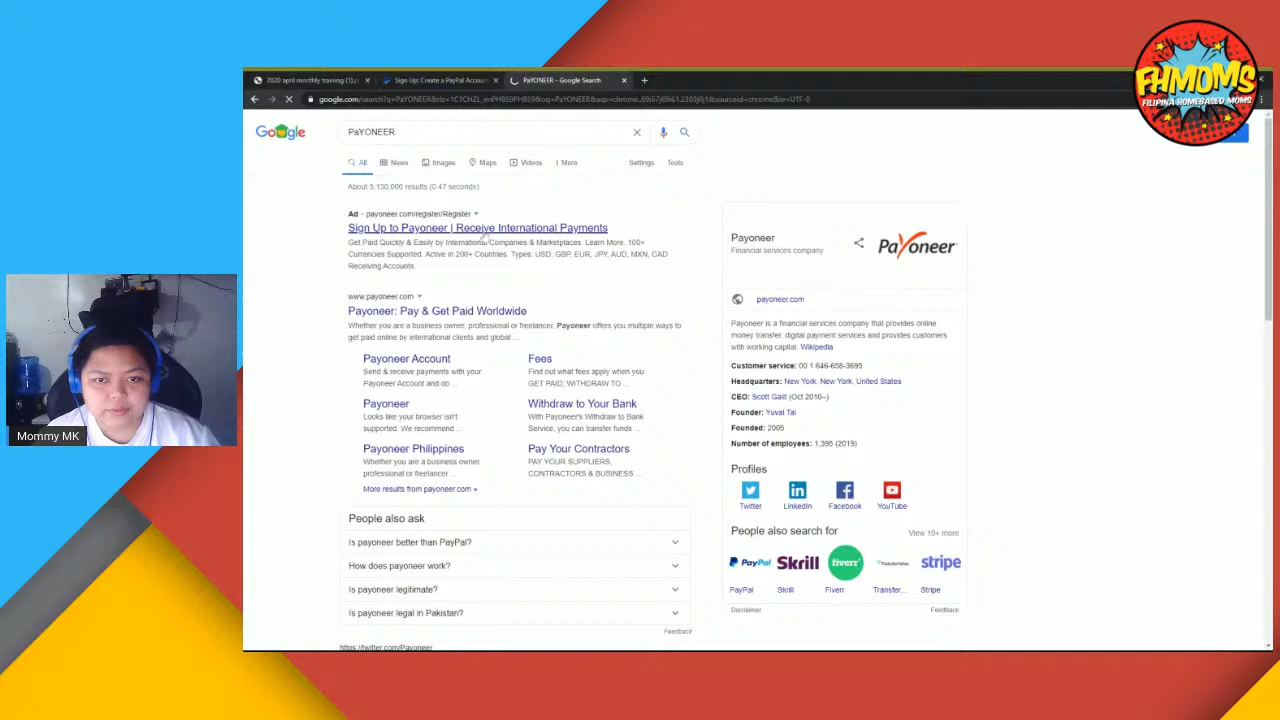 2020 april monthly training (1).c
Sign Up: Create a PayPal Accoun
PaYONEER - Google Search
FHMOMS
FILIPINA HOMEBASED MOMS
Google
PaYONEER
All
News
Images
Maps
Videos
More
Settings
Tools
About 5,130,000 results (0.47 seconds)
Ad · payoneer.com/register/Register
Sign Up to Payoneer | Receive International Payments
Get Paid Quickly & Easily by International Companies & Marketplaces. Learn More. 100+
Currencies Supported. Active in 200+ Countries. Types: USD, GBP, EUR, JPY, AUD, MXN, CAD
Receiving Accounts.
www.payoneer.com
Payoneer: Pay & Get Paid Worldwide
Whether you are a business owner, professional or freelancer, Payoneer offers you multiple ways to
get paid online by international clients and global ...
Payoneer Account
Send & receive payments with your
Payoneer Account and do ...
Fees
Find out what fees apply when you:
GET PAID; WITHDRAW TO ...
Payoneer
Looks like your browser isn't
supported. We recommend ...
Withdraw to Your Bank
With Payoneer's Withdraw to Bank
Service, you can transfer funds ...
Payoneer Philippines
Whether you are a business owner,
professional or freelancer ...
Pay Your Contractors
PAY YOUR SUPPLIERS,
CONTRACTORS & BUSINESS ...
More results from payoneer.com »
People also ask
Is payoneer better than PayPal?
How does payoneer work?
Is payoneer legitimate?
Is payoneer legal in Pakistan?
Feedback
https://twitter.com/Payoneer
Payoneer
Financial services company
Payoneer
payoneer.com
Payoneer is a financial services company that provides online
money transfer, digital payment services and provides customers
with working capital. Wikipedia
Customer service: 00 1 646-658-3695
Headquarters: New York, New York, United States
CEO: Scott Galit (Oct 2010–)
Founder: Yuval Tal
Founded: 2005
Number of employees: 1,395 (2019)
Profiles
Twitter
LinkedIn
Facebook
YouTube
People also search for
View 10+ more
PayPal
Skrill
fiverr
TransferWise
stripe
PayPal
Skrill
Fiverr
Transfer...
Stripe
Disclaimer
Feedback
Mommy MK